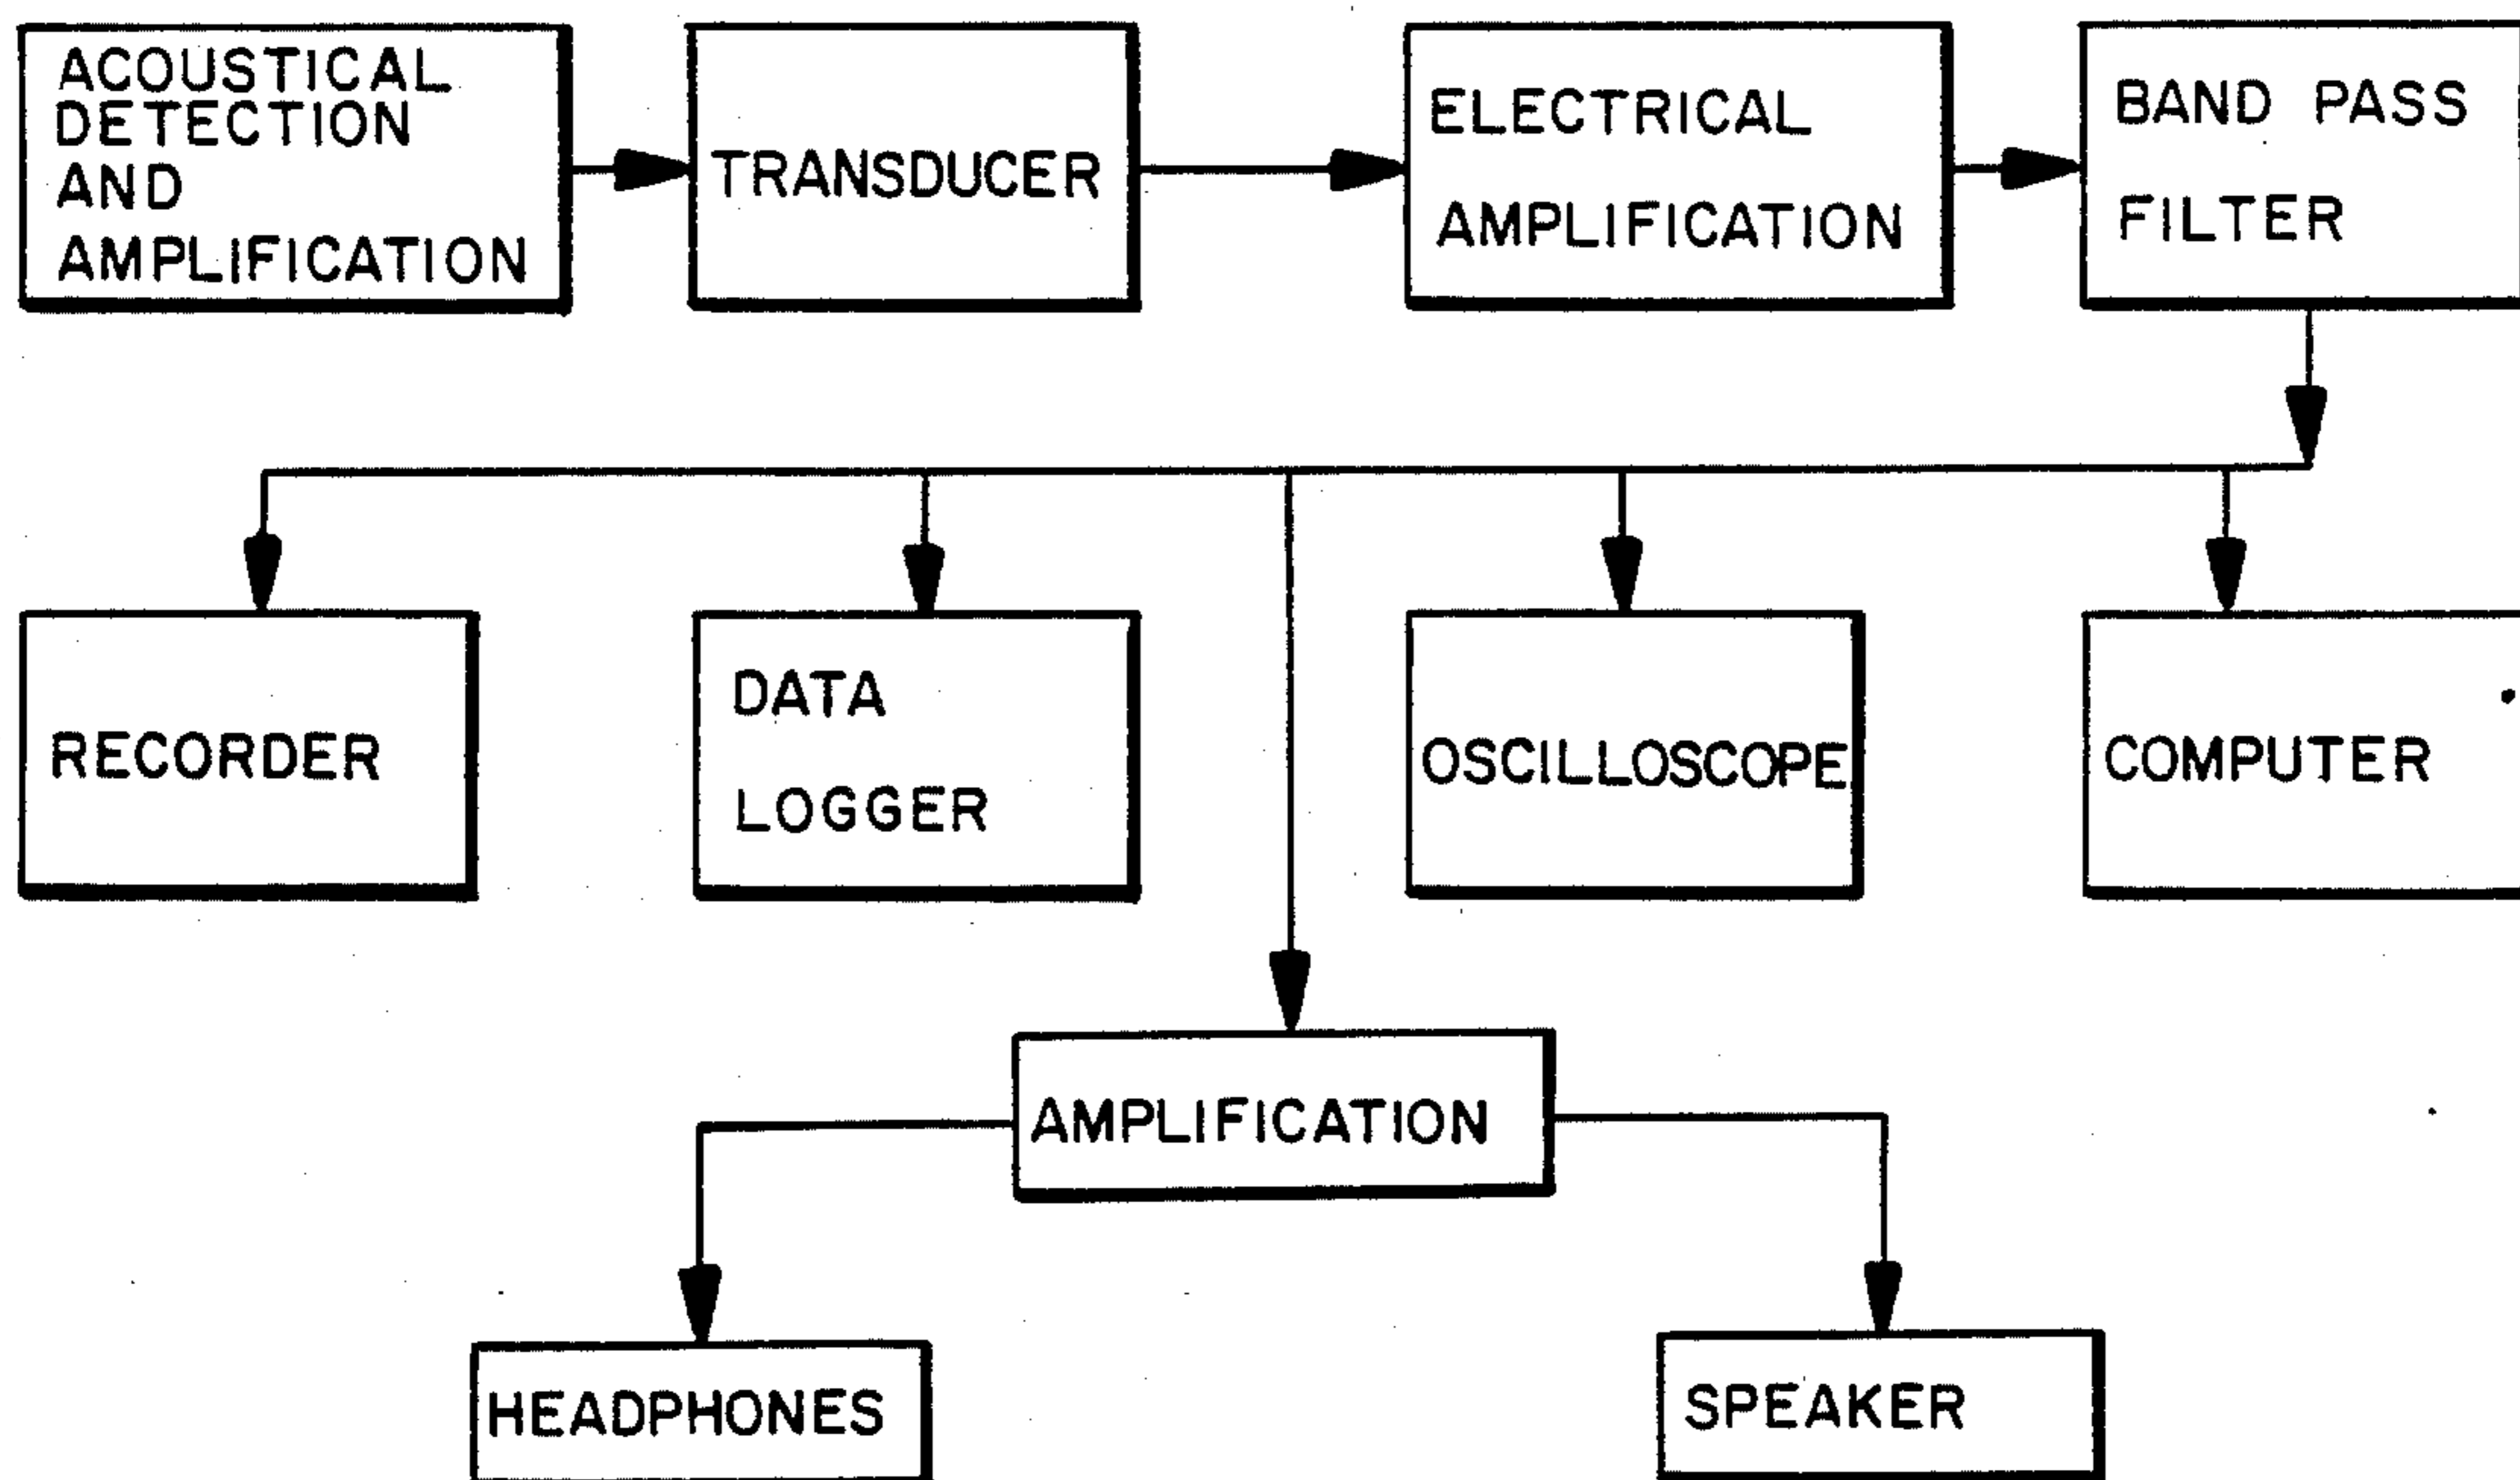 ACOUSTICAL
DETECTION
AND
AMPLIFICATION
TRANSDUCER
ELECTRICAL
AMPLIFICATION
BAND PASS
FILTER
RECORDER
DATA
LOGGER
OSCILLOSCOPE
COMPUTER
AMPLIFICATION
HEADPHONES
SPEAKER